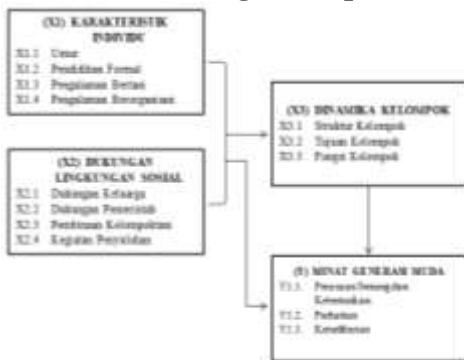 (X1) KARAKTERISTIK
INDIVIDU
X1.1 Umur
X1.2 Pendidikan Formal
X1.3 Pengalaman Bertani
X1.4 Pengalaman Berorganisasi
(X2) DUKUNGAN
LINGKUNGAN SOSIAL
X2.1 Dukungan Keluarga
X2.2 Dukungan Pemerintah
X2.3 Pembinaan Kelompoktani
X2.4 Kegiatan Penyuluhan
(X3) DINAMIKA KELOMPOK
X3.1 Struktur Kelompok
X3.2 Tujuan Kelompok
X3.3 Fungsi Kelompok
(Y) MINAT GENERASI MUDA
Y1.1.
Ketertarikan
Y1.2. Perhatian
Y1.3. Keterlibatan